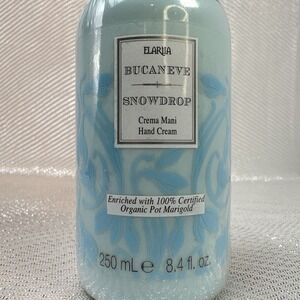 ELARIIA
BUCANEVE
SNOWDROP
Crema Mani
Hand Cream
Enriched with 100% Certified
Organic Pot Marigold
250 mL e 8.4 fl. oz.